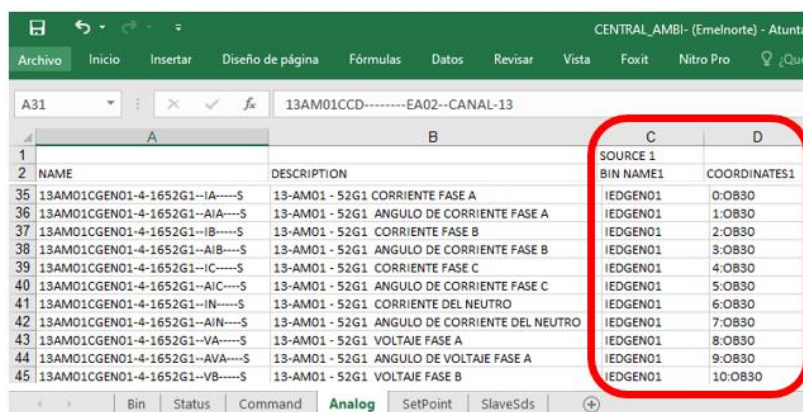 CENTRAL_AMBI- (Emelnorte) - Atunt
Archivo Inicio Insertar Diseño de página Fórmulas Datos Revisar Vista Foxit Nitro Pro ¿Qu
A31 fx 13AM01CCD--------EA02--CANAL-13
A B C D
1 SOURCE 1
2 NAME DESCRIPTION BIN NAME1 COORDINATES1
35 13AM01CGEN01-4-1652G1--IA-----S 13-AM01 - 52G1 CORRIENTE FASE A IEDGEN01 0:OB30
36 13AM01CGEN01-4-1652G1--AIA----S 13-AM01 - 52G1 ANGULO DE CORRIENTE FASE A IEDGEN01 1:OB30
37 13AM01CGEN01-4-1652G1--IB-----S 13-AM01 - 52G1 CORRIENTE FASE B IEDGEN01 2:OB30
38 13AM01CGEN01-4-1652G1--AIB----S 13-AM01 - 52G1 ANGULO DE CORRIENTE FASE B IEDGEN01 3:OB30
39 13AM01CGEN01-4-1652G1--IC-----S 13-AM01 - 52G1 CORRIENTE FASE C IEDGEN01 4:OB30
40 13AM01CGEN01-4-1652G1--AIC----S 13-AM01 - 52G1 ANGULO DE CORRIENTE FASE C IEDGEN01 5:OB30
41 13AM01CGEN01-4-1652G1--IN-----S 13-AM01 - 52G1 CORRIENTE DEL NEUTRO IEDGEN01 6:OB30
42 13AM01CGEN01-4-1652G1--AIN----S 13-AM01 - 52G1 ANGULO DE CORRIENTE DEL NEUTRO IEDGEN01 7:OB30
43 13AM01CGEN01-4-1652G1--VA-----S 13-AM01 - 52G1 VOLTAJE FASE A IEDGEN01 8:OB30
44 13AM01CGEN01-4-1652G1--AVA----S 13-AM01 - 52G1 ANGULO DE VOLTAJE FASE A IEDGEN01 9:OB30
45 13AM01CGEN01-4-1652G1--VB-----S 13-AM01 - 52G1 VOLTAJE FASE B IEDGEN01 10:OB30
Bin Status Command Analog SetPoint SlaveSds